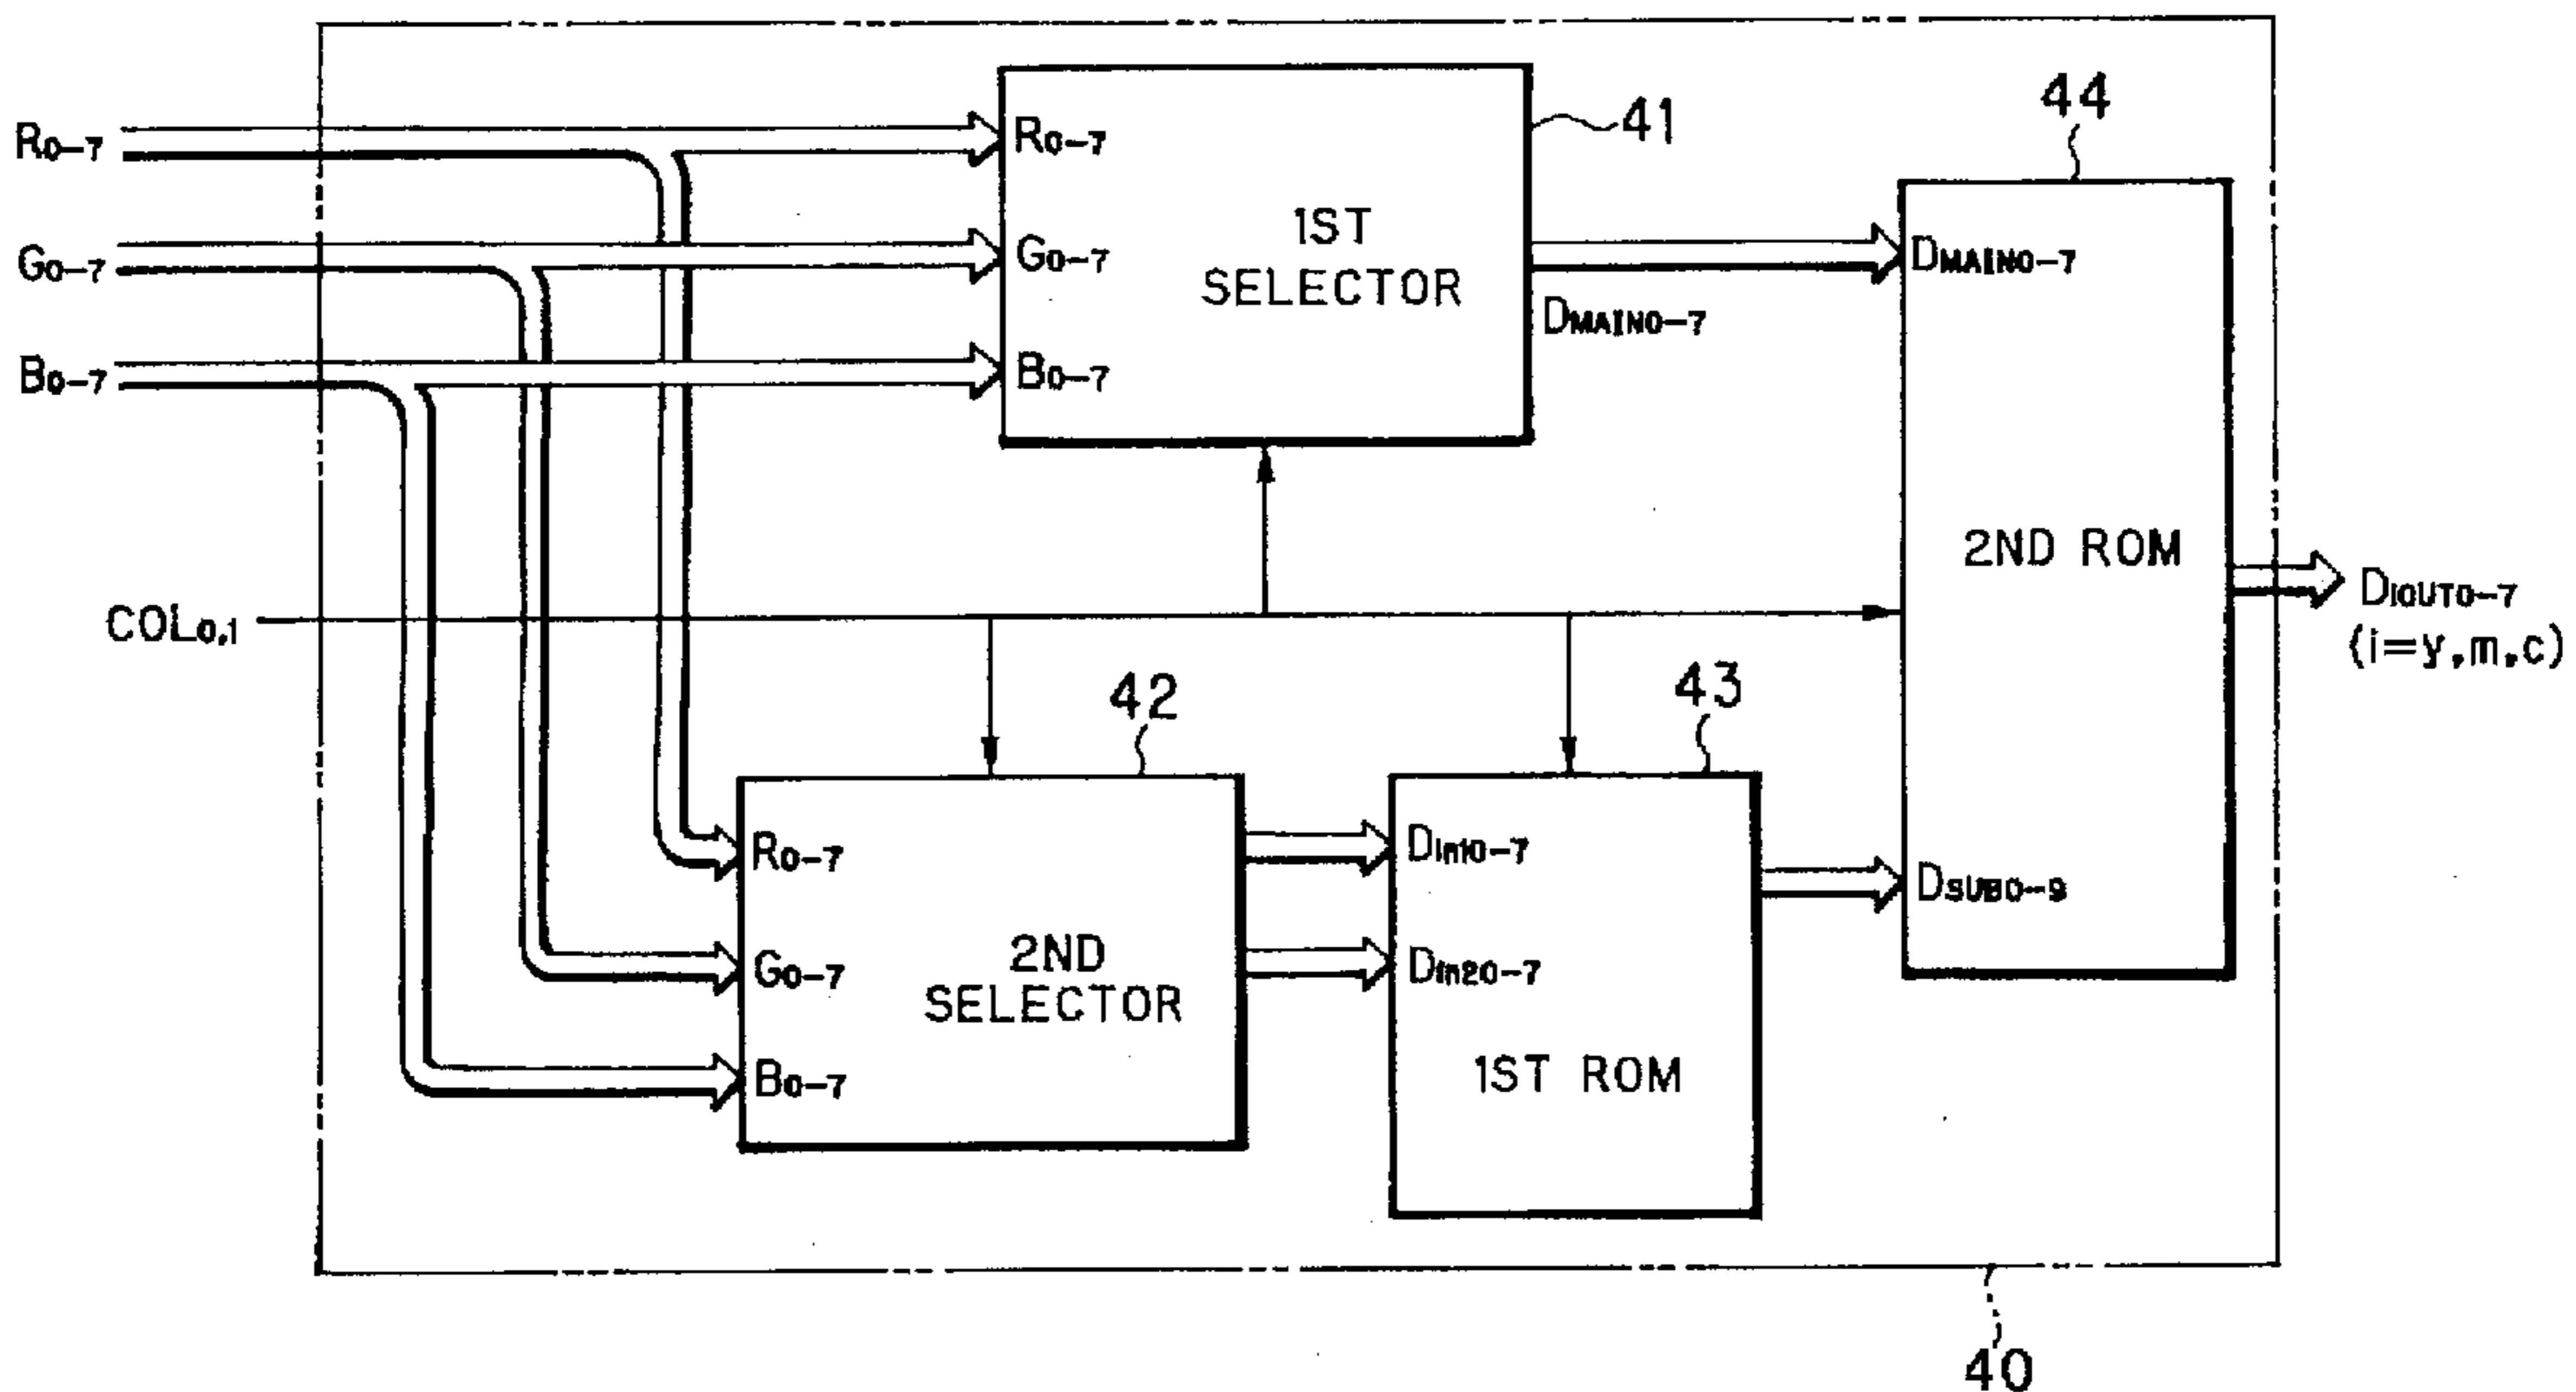 R0-7
G0-7
B0-7
COL0,1
R0-7
G0-7
B0-7
1ST
SELECTOR
41
DMAIN0-7
44
DMAIN0-7
2ND ROM
DSUB0-9
DiOUT0-7
(i=y,m,c)
42
R0-7
G0-7
B0-7
2ND
SELECTOR
43
Din10-7
Din20-7
1ST ROM
40